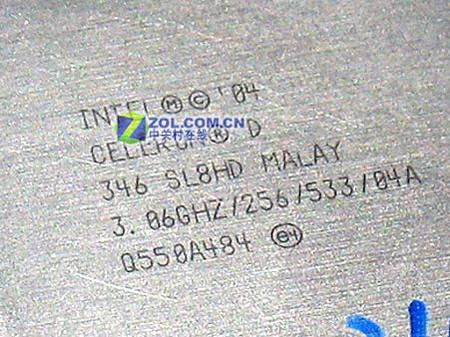 INTEL Ⓜ © '04
ZOL.COM.CN
中关村在线
CELERON® D
346 SL8HD MALAY
3.06GHZ/256/533/04A
Q550A484 e4